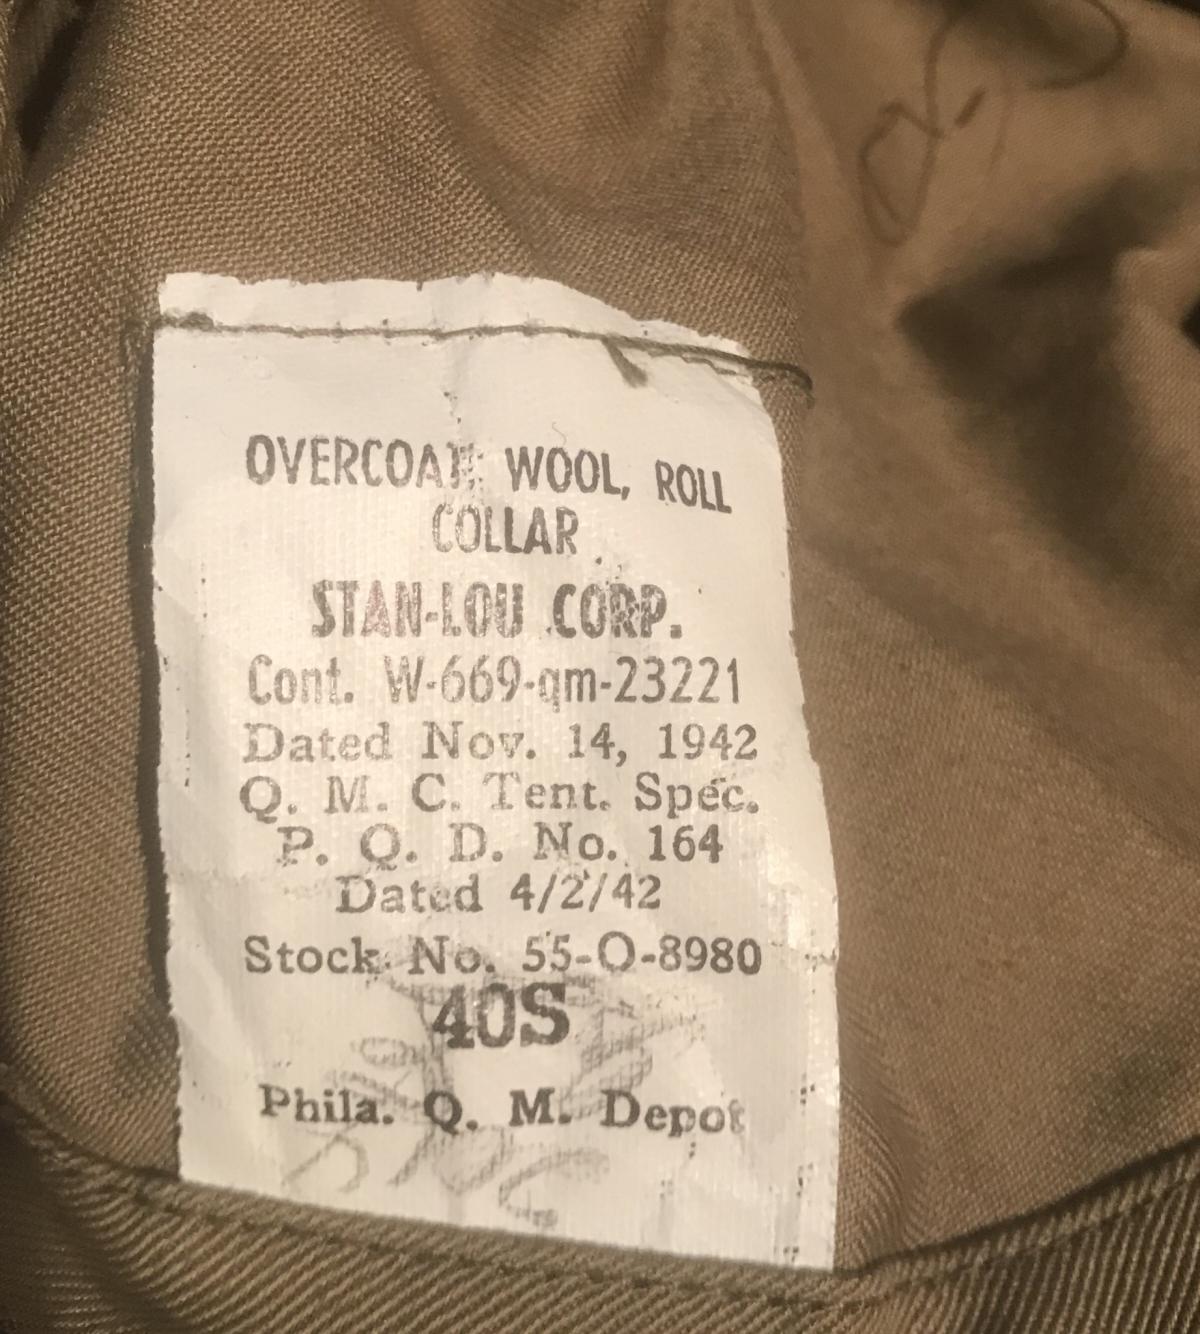 OVERCOAT, WOOL, ROLL
COLLAR
STAN-LOU CORP.
Cont. W-669-qm-23221
Dated Nov. 14, 1942
Q. M. C. Tent. Spec.
P. Q. D. No. 164
Dated 4/2/42
Stock No. 55-O-8980
40S
Phila. Q. M. Depot